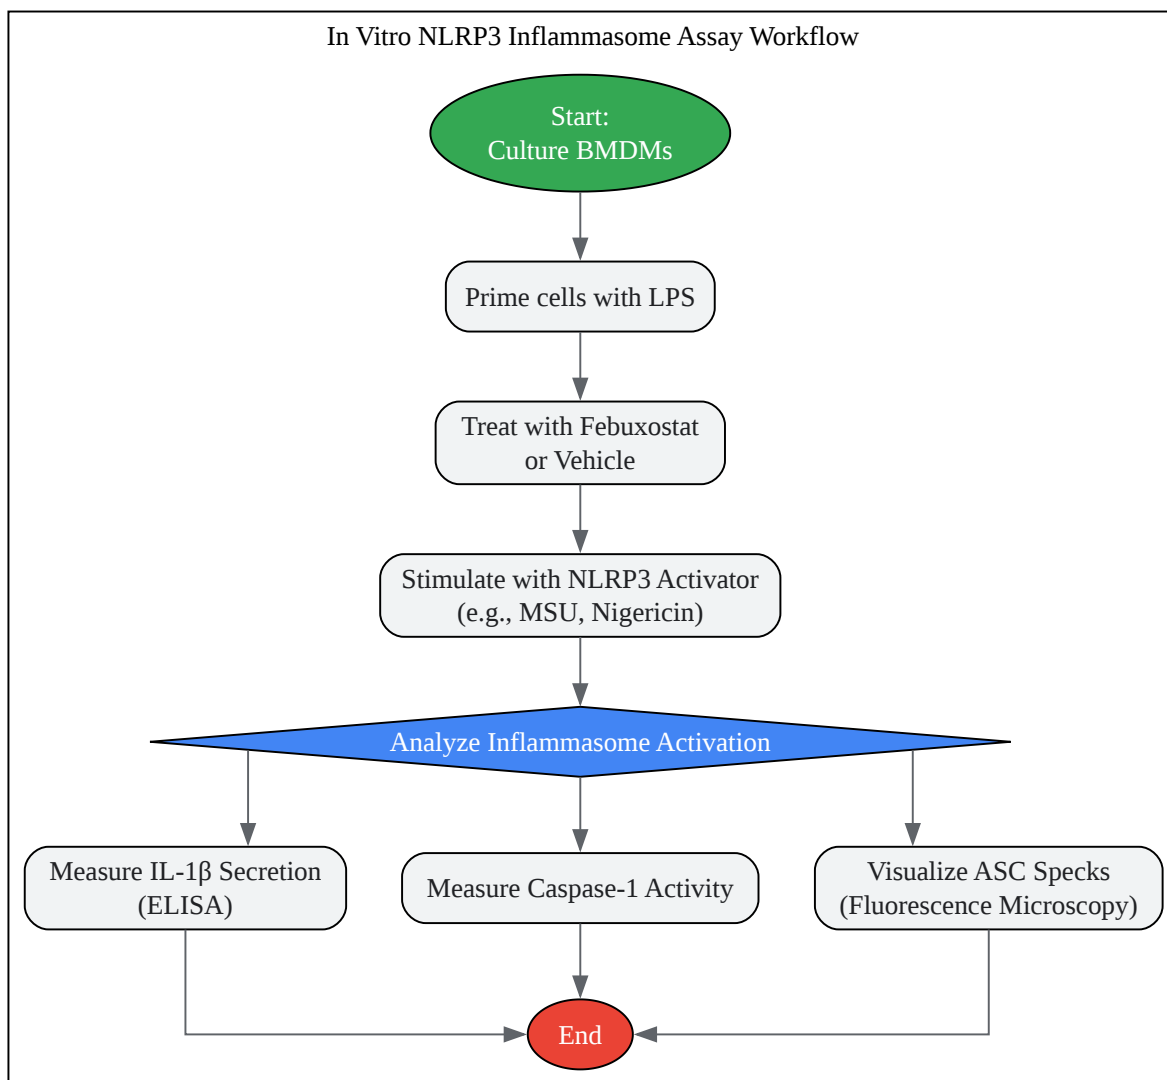 In Vitro NLRP3 Inflammasome Assay Workflow
Start:
Culture BMDMs
Prime cells with LPS
Treat with Febuxostat
or Vehicle
Stimulate with NLRP3 Activator
(e.g., MSU, Nigericin)
Analyze Inflammasome Activation
Measure IL-1β Secretion
(ELISA)
Measure Caspase-1 Activity
Visualize ASC Specks
(Fluorescence Microscopy)
End